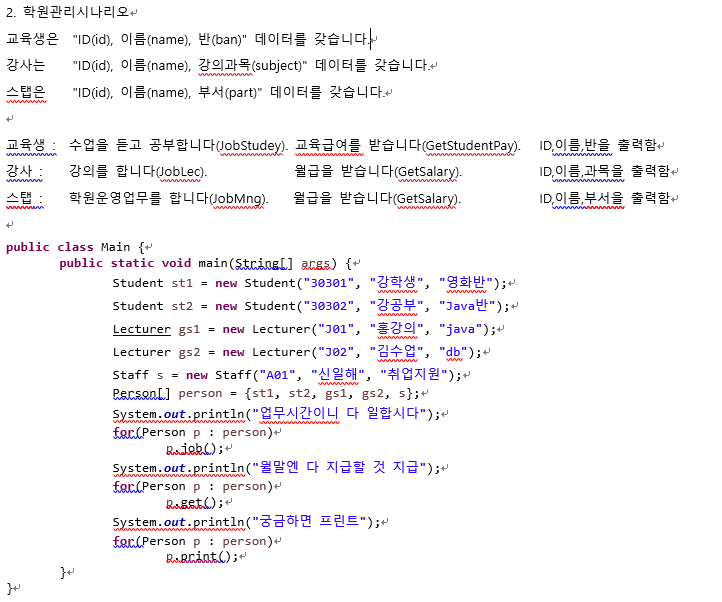 2. 학원관리시나리오
교육생은 "ID(id), 이름(name), 반(ban)" 데이터를 갖습니다.
강사는 "ID(id), 이름(name), 강의과목(subject)" 데이터를 갖습니다.
스탭은 "ID(id), 이름(name), 부서(part)" 데이터를 갖습니다.
교육생 : 수업을 듣고 공부합니다(JobStudey). 교육급여를 받습니다(GetStudentPay). ID,이름,반을 출력함
강사 : 강의를 합니다(JobLec). 월급을 받습니다(GetSalary). ID,이름,과목을 출력함
스탭 : 학원운영업무를 합니다(JobMng). 월급을 받습니다(GetSalary). ID,이름,부서을 출력함
public class Main {
public static void main(String[] args) {
Student st1 = new Student("30301", "강학생", "영화반");
Student st2 = new Student("30302", "강공부", "Java반");
Lecturer gs1 = new Lecturer("J01", "홍강의", "java");
Lecturer gs2 = new Lecturer("J02", "김수업", "db");
Staff s = new Staff("A01", "신일해", "취업지원");
Person[] person = {st1, st2, gs1, gs2, s};
System.out.println("업무시간이니 다 일합시다");
for(Person p : person)
p.job();
System.out.println("월말엔 다 지급할 것 지급");
for(Person p : person)
p.get();
System.out.println("궁금하면 프린트");
for(Person p : person)
p.print();
}
}